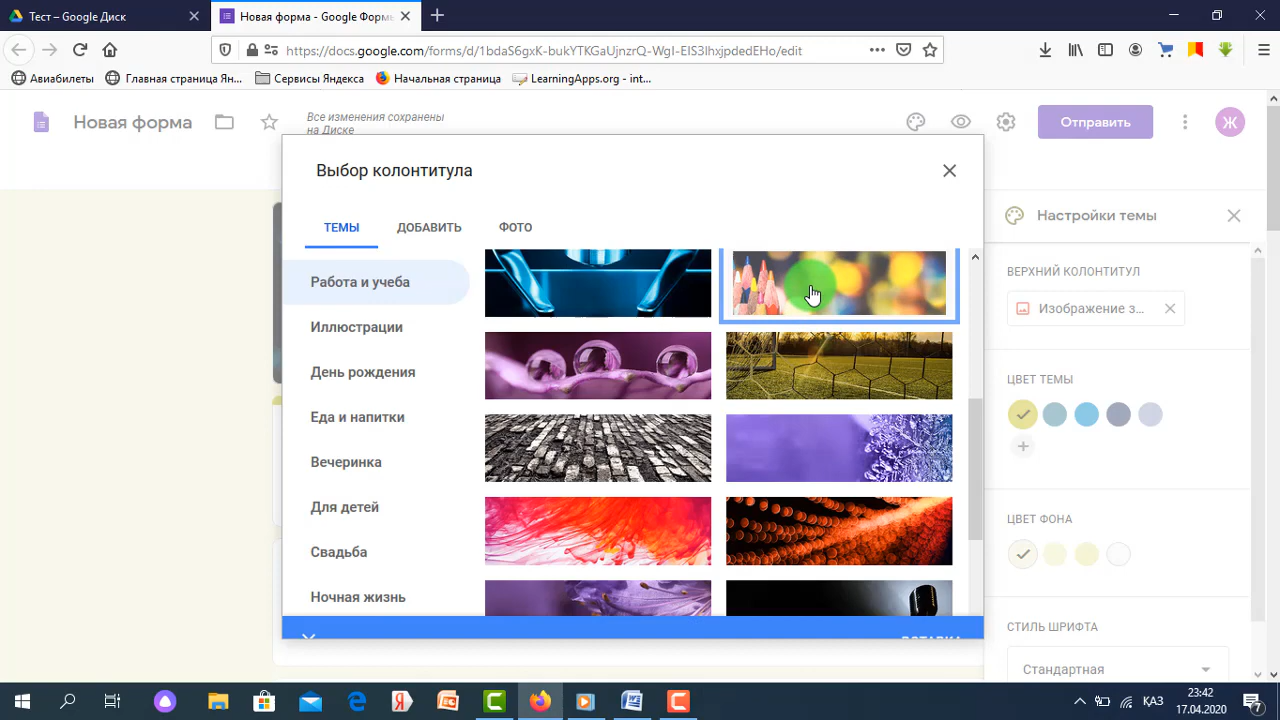 Тест – Google Диск
Новая форма - Google Формы
https://docs.google.com/forms/d/1bdaS6gxK-bukYTKGaUjnzrQ-WgI-EIS3lhxjpdedEHo/edit
Авиабилеты
Главная страница Ян...
Сервисы Яндекса
Начальная страница
LearningApps.org - int...
Новая форма
Все изменения сохранены
на Диске
Отправить
Ж
Выбор колонтитула
ТЕМЫ
ДОБАВИТЬ
ФОТО
Работа и учеба
Иллюстрации
День рождения
Еда и напитки
Вечеринка
Для детей
Свадьба
Ночная жизнь
Настройки темы
ВЕРХНИЙ КОЛОНТИТУЛ
Изображение з...
ЦВЕТ ТЕМЫ
ЦВЕТ ФОНА
СТИЛЬ ШРИФТА
Стандартная
ҚАЗ
23:42
17.04.2020
7